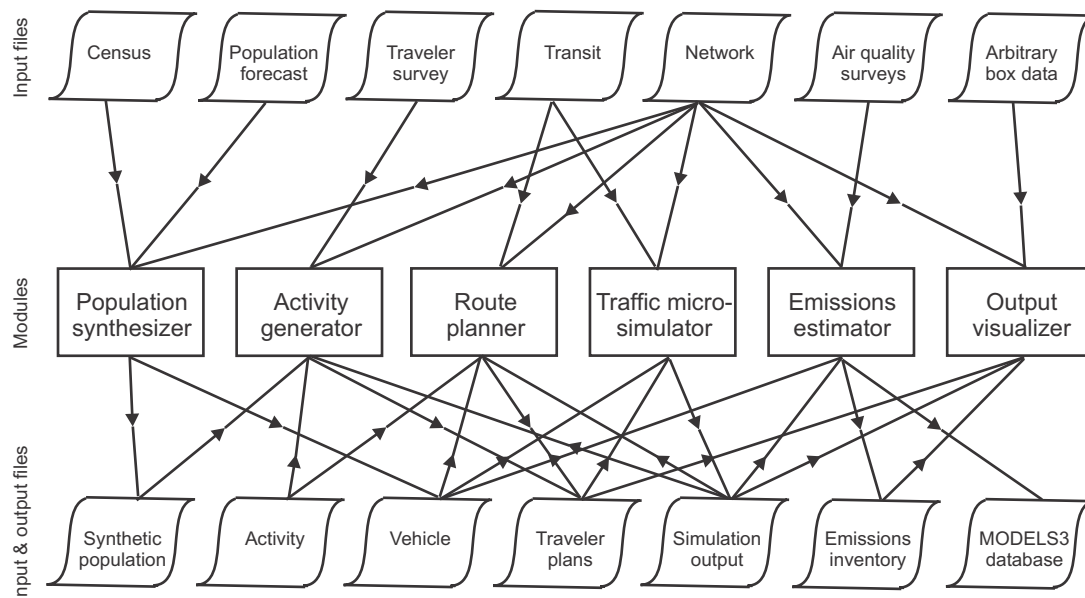 Input files
Census
Population
forecast
Traveler
survey
Transit
Network
Air quality
surveys
Arbitrary
box data
Modules
Population
synthesizer
Activity
generator
Route
planner
Traffic micro-
simulator
Emissions
estimator
Output
visualizer
Input & output files
Synthetic
population
Activity
Vehicle
Traveler
plans
Simulation
output
Emissions
inventory
MODELS3
database